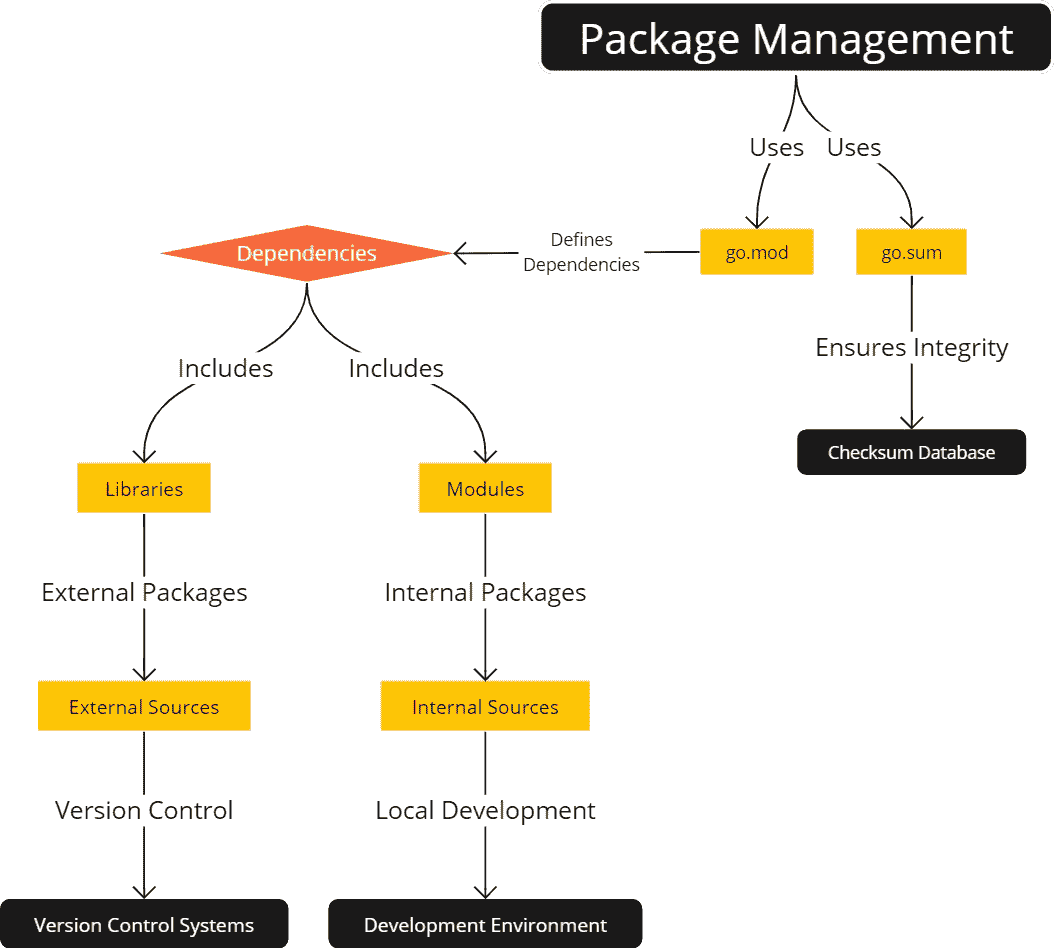 Package Management
Uses Uses
Defines
Dependencies
Dependencies
go.mod
go.sum
Includes
Includes
Ensures Integrity
Checksum Database
Libraries
Modules
External Packages
Internal Packages
External Sources
Internal Sources
Version Control
Local Development
Version Control Systems
Development Environment